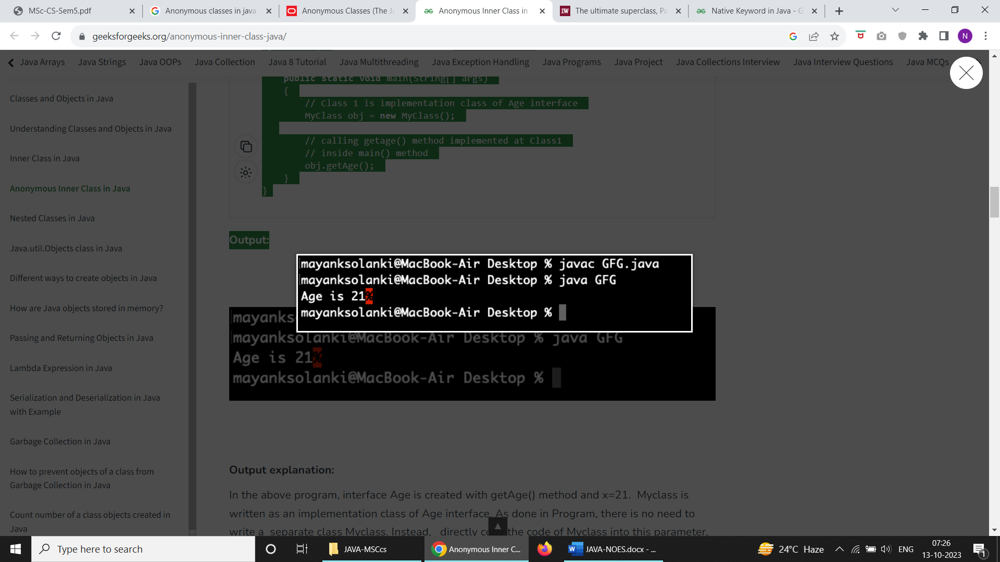 MSc-CS-Sem5.pdf
Anonymous classes in java
Anonymous Classes (The Ja
Anonymous Inner Class in
The ultimate superclass, Pa
Native Keyword in Java - G
geeksforgeeks.org/anonymous-inner-class-java/
N
Java Arrays Java Strings Java OOPs Java Collection Java 8 Tutorial Java Multithreading Java Exception Handling Java Programs Java Project Java Collections Interview Java Interview Questions Java MCQs
Classes and Objects in Java
Understanding Classes and Objects in Java
Inner Class in Java
Anonymous Inner Class in Java
Nested Classes in Java
Java.util.Objects class in Java
Different ways to create objects in Java
How are Java objects stored in memory?
Passing and Returning Objects in Java
Lambda Expression in Java
Serialization and Deserialization in Java
with Example
Garbage Collection in Java
How to prevent objects of a class from
Garbage Collection in Java
Count number of a class objects created in
Java
public static void main(String[] args)
{
// Class 1 is implementation class of Age interface
MyClass obj = new MyClass();
// calling getage() method implemented at Class1
// inside main() method
obj.getAge();
}
}
Output:
mayanksolanki@MacBook-Air Desktop % javac GFG.java
mayanksolanki@MacBook-Air Desktop % java GFG
Age is 21%
mayanksolanki@MacBook-Air Desktop %
mayanks
mayanksolanki@MacBook-Air Desktop % java GFG
Age is 21%
mayanksolanki@MacBook-Air Desktop %
Output explanation:
In the above program, interface Age is created with getAge() method and x=21. Myclass is
written as an implementation class of Age interface. As done in Program, there is no need to
write a separate class Myclass. Instead, directly copy the code of Myclass into this parameter,
Type here to search
JAVA-MSCcs
Anonymous Inner C...
JAVA-NOES.docx - ...
24°C Haze
ENG
07:26
13-10-2023
1